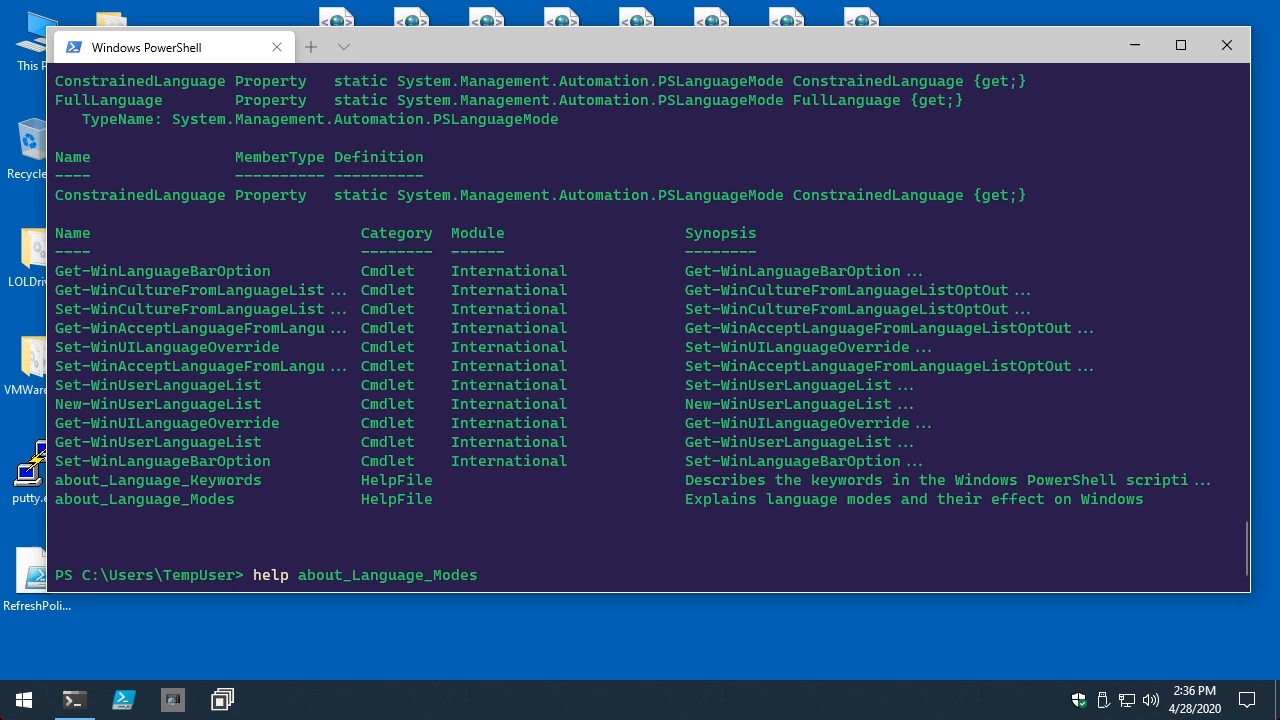 This P
Recycle
LOLDriv
VMWare
putty.e
RefreshPoli...
Windows PowerShell
ConstrainedLanguage Property   static System.Management.Automation.PSLanguageMode ConstrainedLanguage {get;}
FullLanguage        Property   static System.Management.Automation.PSLanguageMode FullLanguage {get;}
   TypeName: System.Management.Automation.PSLanguageMode
Name                MemberType Definition
----                ---------- ----------
ConstrainedLanguage Property   static System.Management.Automation.PSLanguageMode ConstrainedLanguage {get;}
Name                              Category  Module                    Synopsis
----                              --------  ------                    --------
Get-WinLanguageBarOption          Cmdlet    International             Get-WinLanguageBarOption...
Get-WinCultureFromLanguageList... Cmdlet    International             Get-WinCultureFromLanguageListOptOut...
Set-WinCultureFromLanguageList... Cmdlet    International             Set-WinCultureFromLanguageListOptOut...
Get-WinAcceptLanguageFromLangu... Cmdlet    International             Get-WinAcceptLanguageFromLanguageListOptOut...
Set-WinUILanguageOverride         Cmdlet    International             Set-WinUILanguageOverride...
Set-WinAcceptLanguageFromLangu... Cmdlet    International             Set-WinAcceptLanguageFromLanguageListOptOut...
Set-WinUserLanguageList           Cmdlet    International             Set-WinUserLanguageList...
New-WinUserLanguageList           Cmdlet    International             New-WinUserLanguageList...
Get-WinUILanguageOverride         Cmdlet    International             Get-WinUILanguageOverride...
Get-WinUserLanguageList           Cmdlet    International             Get-WinUserLanguageList...
Set-WinLanguageBarOption          Cmdlet    International             Set-WinLanguageBarOption...
about_Language_Keywords           HelpFile                            Describes the keywords in the Windows PowerShell scripti...
about_Language_Modes              HelpFile                            Explains language modes and their effect on Windows
PS C:\Users\TempUser> help about_Language_Modes
2:36 PM
4/28/2020